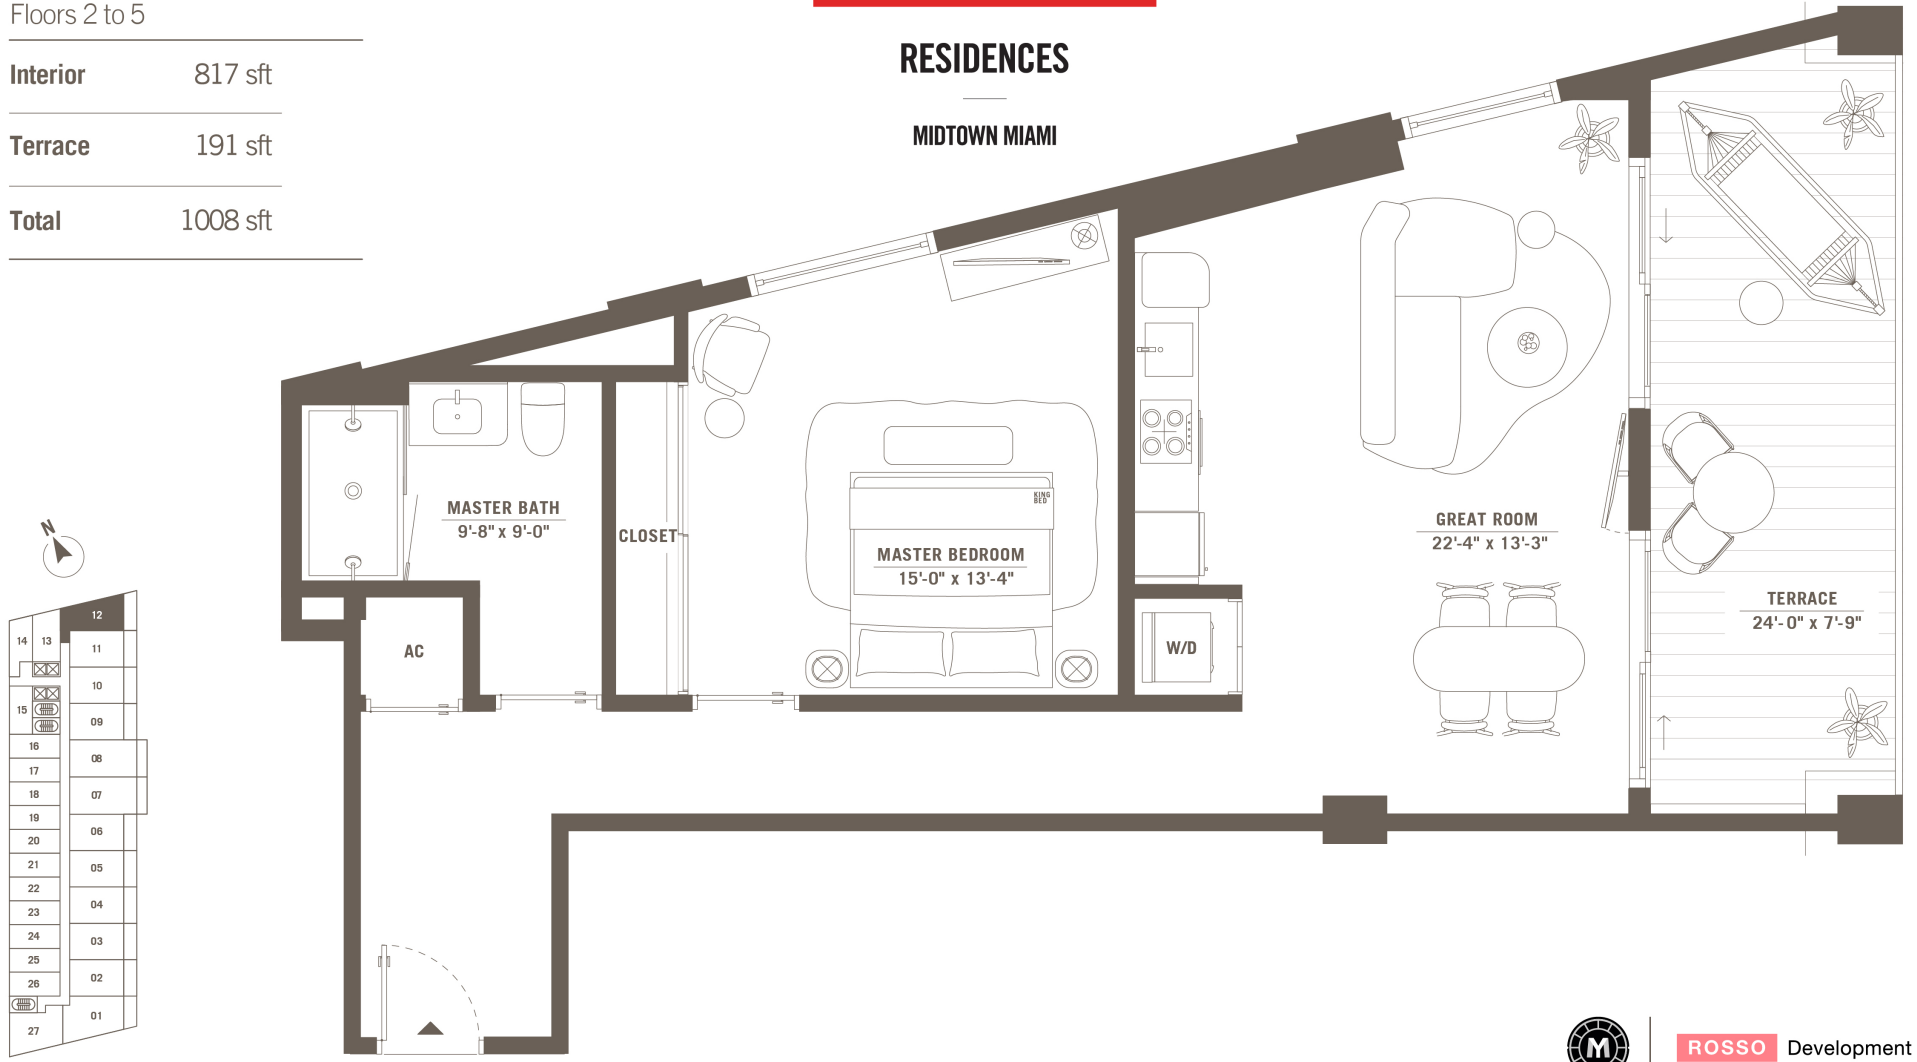 Floors 2 to 5
Interior 817 sft
Terrace 191 sft
Total 1008 sft
RESIDENCES
MIDTOWN MIAMI
MASTER BATH
9'-8" x 9'-0"
CLOSET
KING
BED
MASTER BEDROOM
15'-0" x 13'-4"
GREAT ROOM
22'-4" x 13'-3"
TERRACE
24'-0" x 7'-9"
AC
W/D
N
12
14 13
11
10
15 09
16
08
17
18 07
19
20 06
21 05
22
23 04
24 03
25
26 02
27 01
M
ROSSO Development